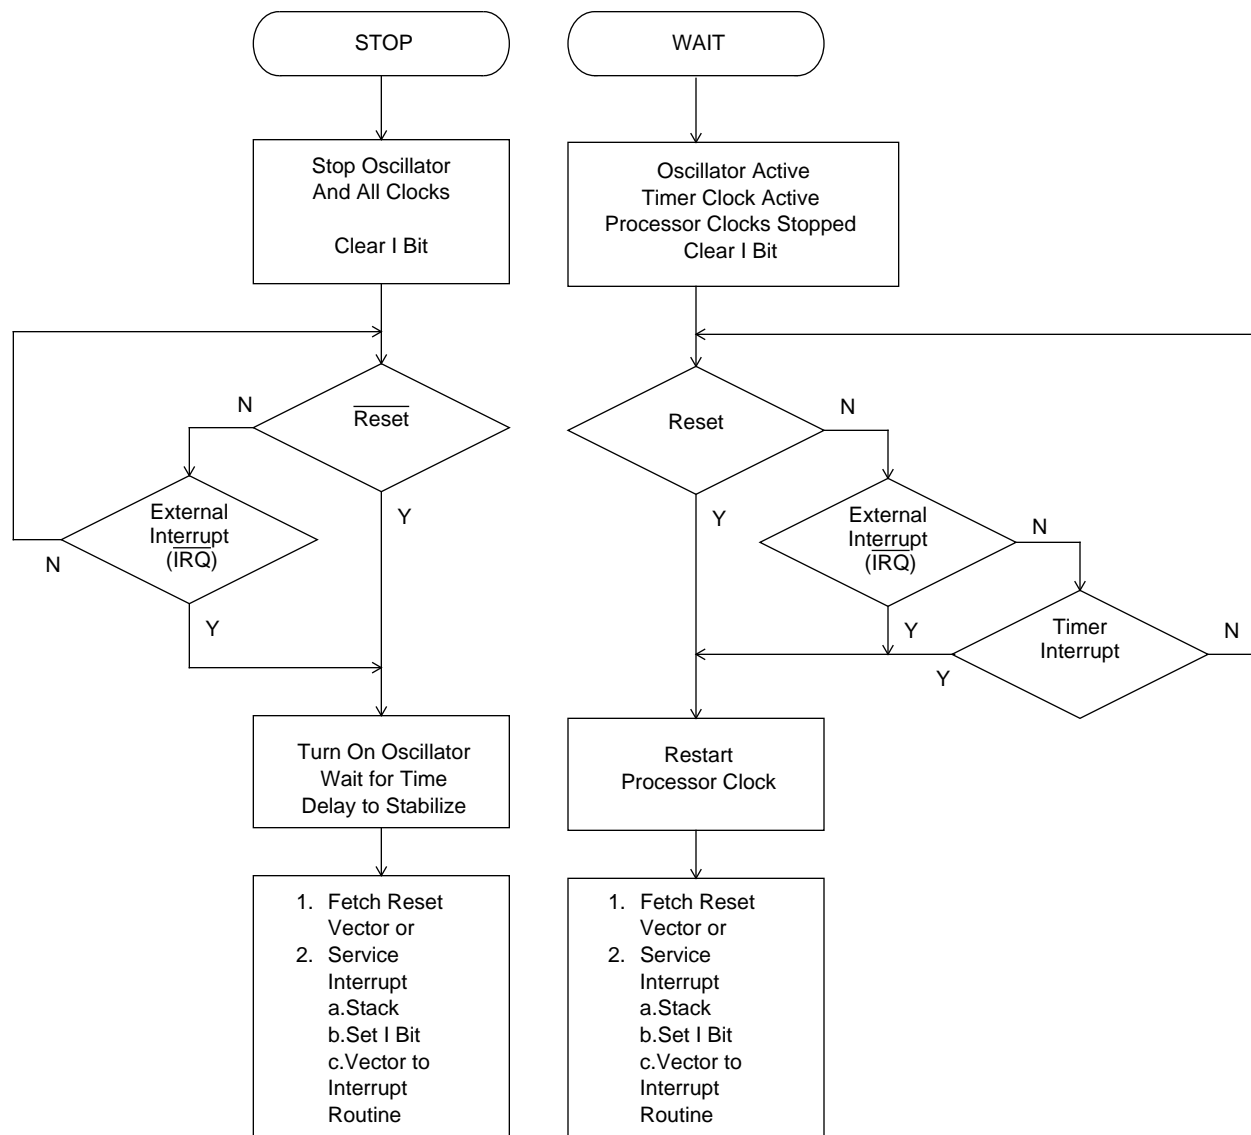 STOP
Stop Oscillator
And All Clocks
Clear I Bit
Reset
N
Y
External
Interrupt
(IRQ)
N
Y
Turn On Oscillator
Wait for Time
Delay to Stabilize
1. Fetch Reset
Vector or
2. Service
Interrupt
a.Stack
b.Set I Bit
c.Vector to
Interrupt
Routine
WAIT
Oscillator Active
Timer Clock Active
Processor Clocks Stopped
Clear I Bit
Reset
N
Y
External
Interrupt
(IRQ)
N
Y
Timer
Interrupt
N
Y
Restart
Processor Clock
1. Fetch Reset
Vector or
2. Service
Interrupt
a.Stack
b.Set I Bit
c.Vector to
Interrupt
Routine